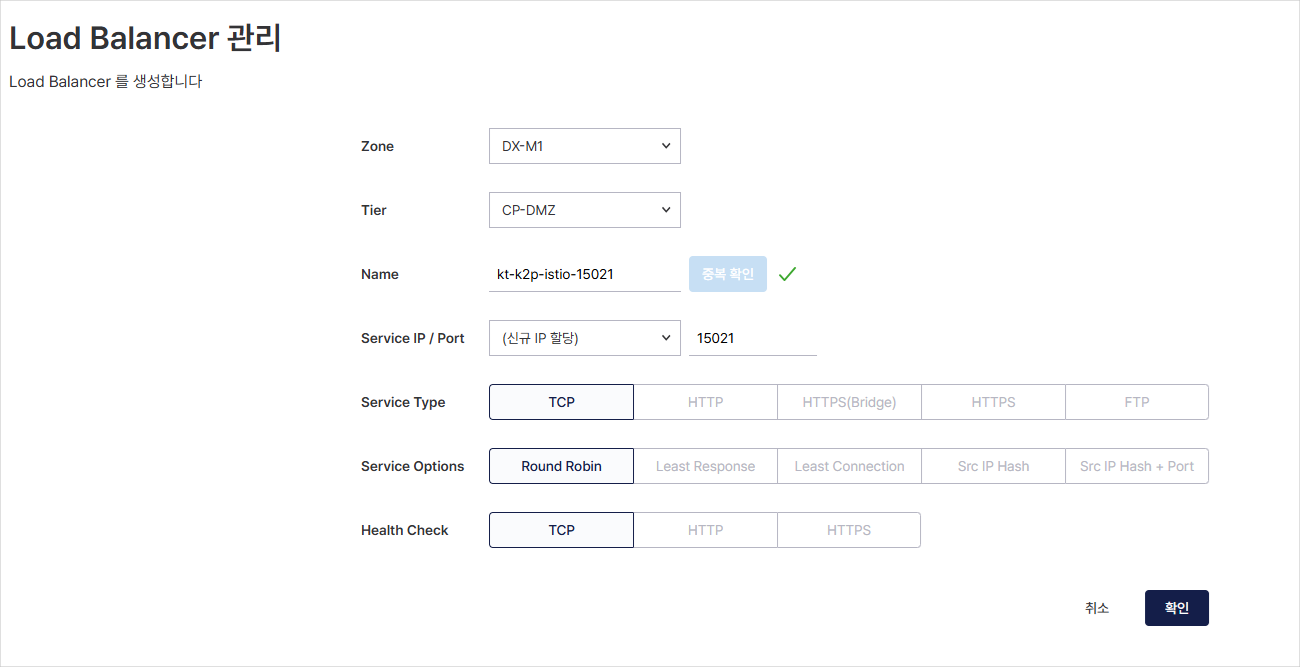 Load Balancer 관리
Load Balancer 를 생성합니다
Zone DX-M1
Tier CP-DMZ
Name kt-k2p-istio-15021 중복 확인
Service IP / Port (신규 IP 할당) 15021
Service Type TCP HTTP HTTPS(Bridge) HTTPS FTP
Service Options Round Robin Least Response Least Connection Src IP Hash Src IP Hash + Port
Health Check TCP HTTP HTTPS
취소 확인